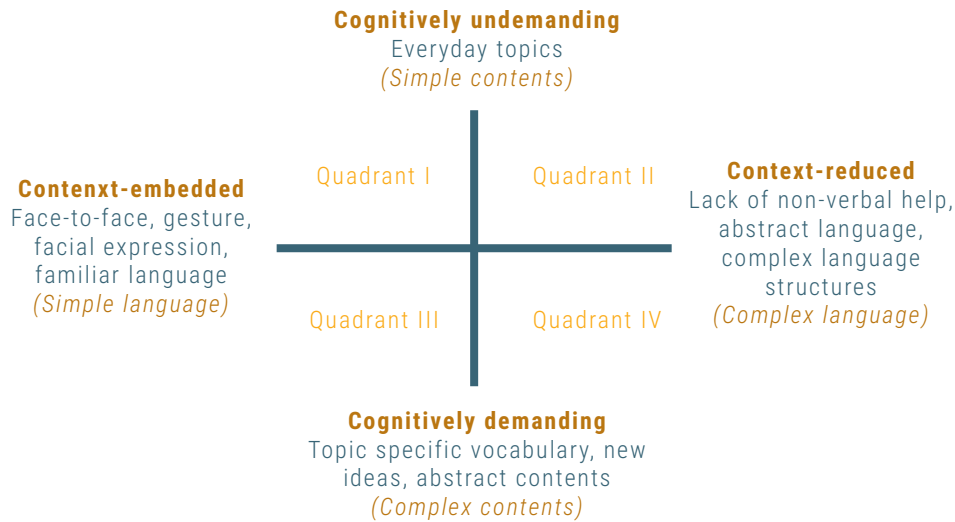 Cognitively undemanding
Everyday topics
(Simple contents)
Quadrant I
Quadrant II
Contenxt-embedded
Face-to-face, gesture,
facial expression,
familiar language
(Simple language)
Context-reduced
Lack of non-verbal help,
abstract language,
complex language
structures
(Complex language)
Quadrant III
Quadrant IV
Cognitively demanding
Topic specific vocabulary, new
ideas, abstract contents
(Complex contents)